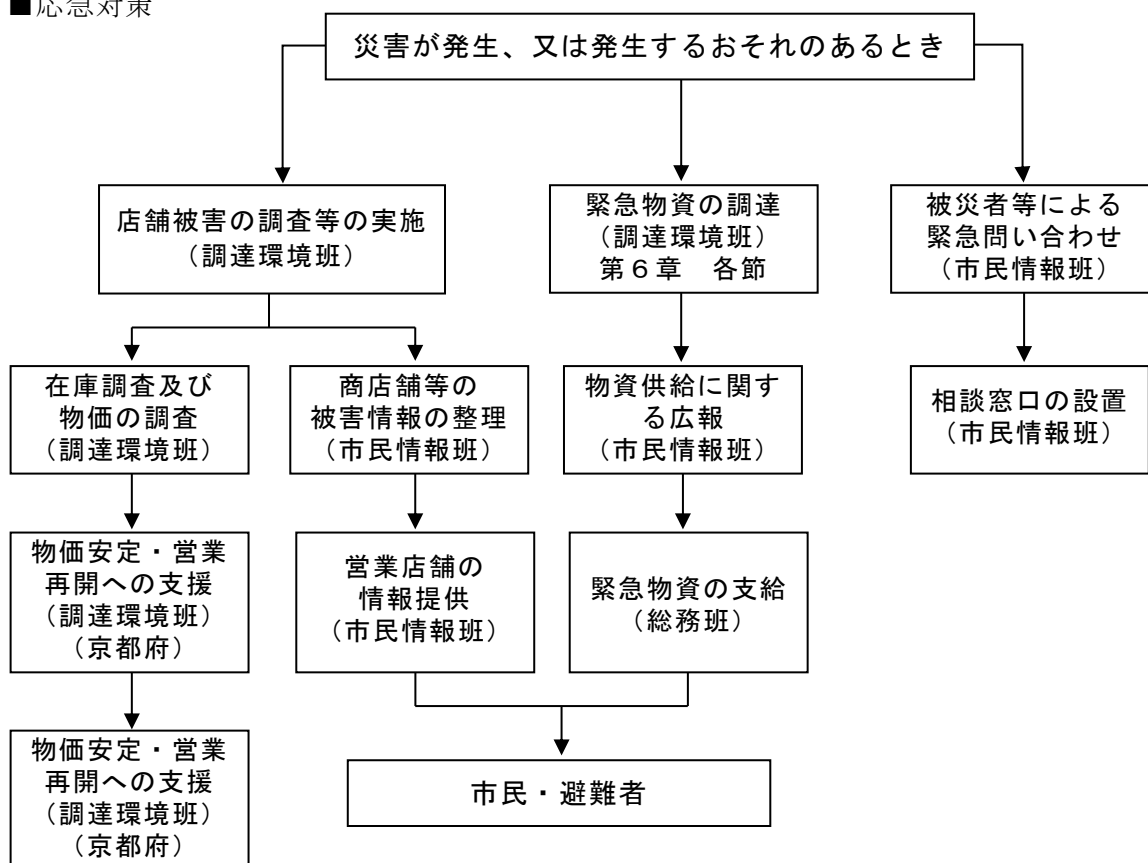 ■応急対策
災害が発生、又は発生するおそれのあるとき
店舗被害の調査等の実施
（調達環境班）
緊急物資の調達
（調達環境班）
第６章　各節
被災者等による
緊急問い合わせ
（市民情報班）
在庫調査及び
物価の調査
（調達環境班）
商店舗等の
被害情報の整理
（市民情報班）
物資供給に関す
る広報
（市民情報班）
相談窓口の設置
（市民情報班）
物価安定・営業
再開への支援
（調達環境班）
（京都府）
営業店舗の
情報提供
（市民情報班）
緊急物資の支給
（総務班）
物価安定・営業
再開への支援
（調達環境班）
（京都府）
市民・避難者